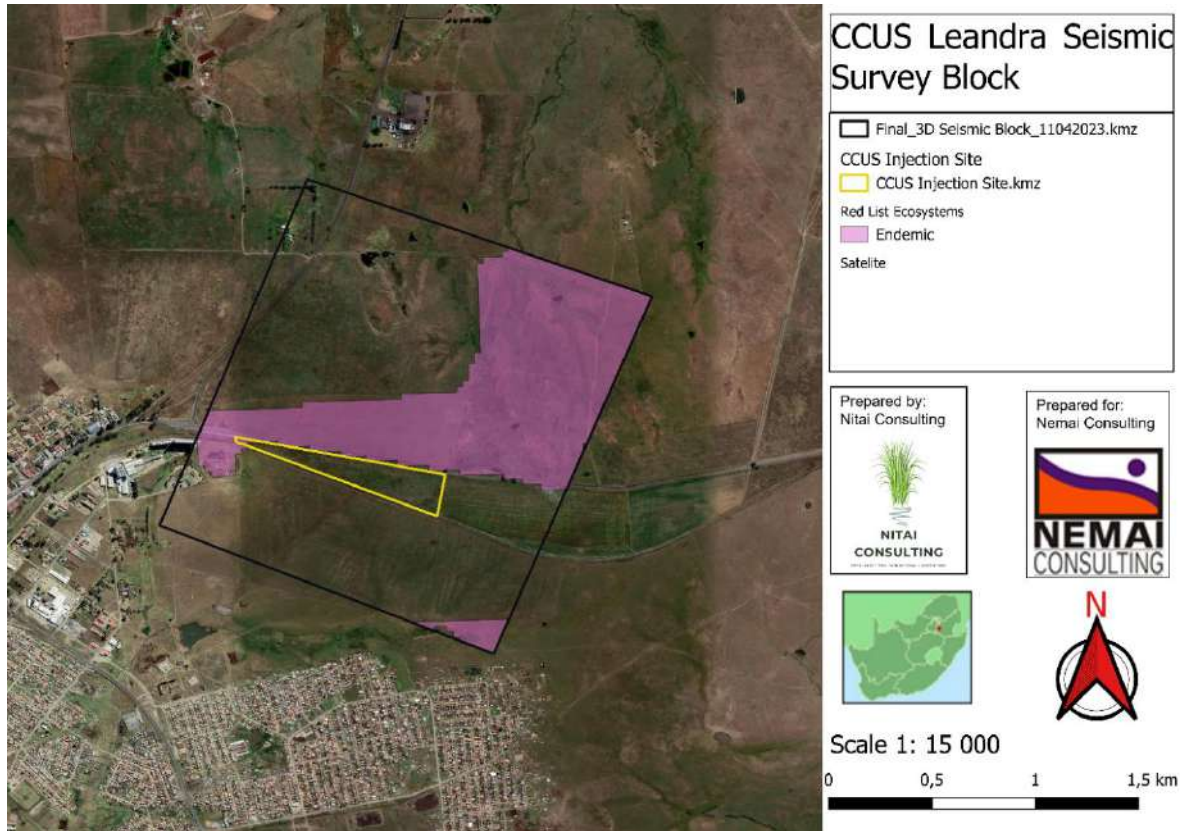 CCUS Leandra Seismic
Survey Block
Final_3D Seismic Block_11042023.kmz
CCUS Injection Site
CCUS Injection Site.kmz
Red List Ecosystems
Endemic
Satelite
Prepared by:
Nitai Consulting
NITAI
CONSULTING
Prepared for:
Nemai Consulting
NEMAI
CONSULTING
N
Scale 1: 15 000
0 0,5 1 1,5 km